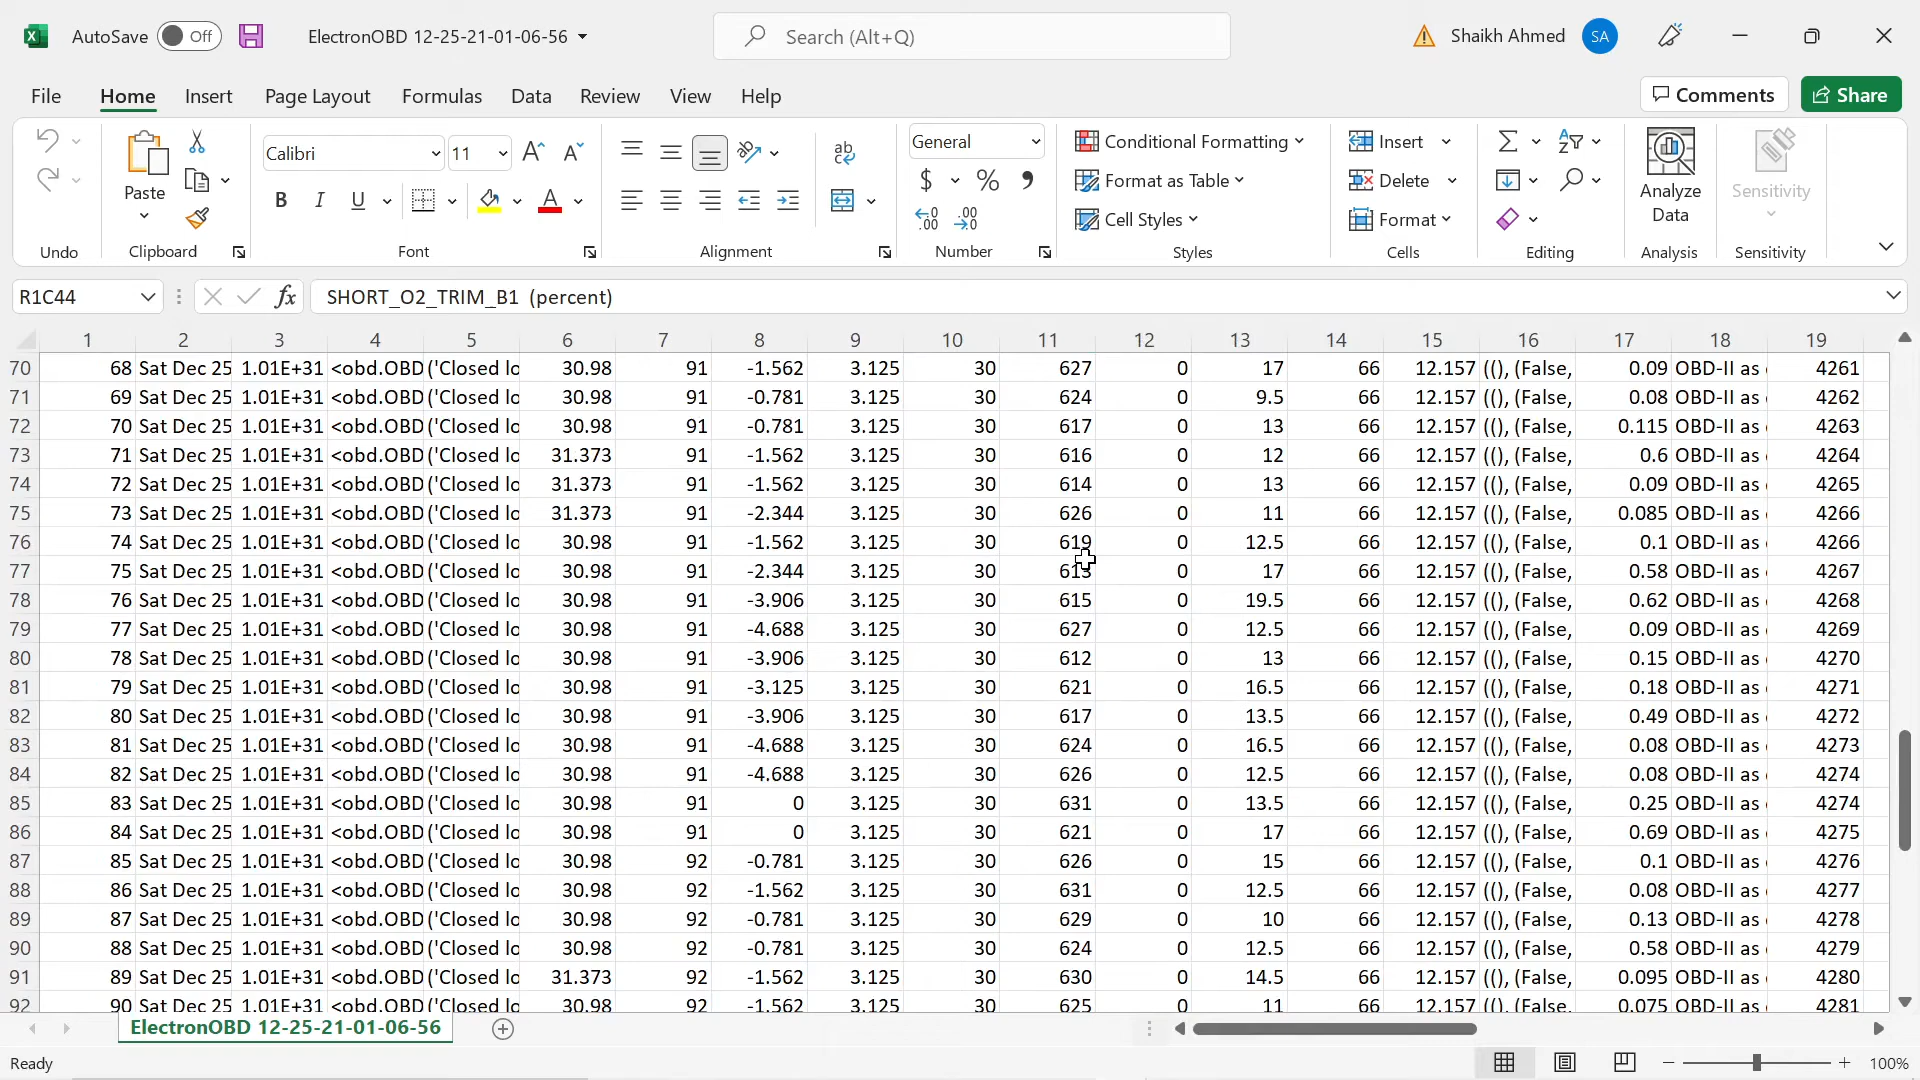 AutoSave Off ElectronOBD 12-25-21-01-06-56 Search (Alt+Q) Shaikh Ahmed SA
File Home Insert Page Layout Formulas Data Review View Help Comments Share
Calibri 11 General Conditional Formatting Insert
Paste Format as Table Delete Analyze Data Sensitivity
B I U $ % Cell Styles Format
Undo Clipboard Font Alignment Number Styles Cells Editing Analysis Sensitivity
R1C44 fx SHORT_O2_TRIM_B1 (percent)
1 2 3 4 5 6 7 8 9 10 11 12 13 14 15 16 17 18 19
70 68 Sat Dec 25 1.01E+31 <obd.OBD ('Closed lo 30.98 91 -1.562 3.125 30 627 0 17 66 12.157 ((), (False, 0.09 OBD-II as 4261
71 69 Sat Dec 25 1.01E+31 <obd.OBD ('Closed lo 30.98 91 -0.781 3.125 30 624 0 9.5 66 12.157 ((), (False, 0.08 OBD-II as 4262
72 70 Sat Dec 25 1.01E+31 <obd.OBD ('Closed lo 30.98 91 -0.781 3.125 30 617 0 13 66 12.157 ((), (False, 0.115 OBD-II as 4263
73 71 Sat Dec 25 1.01E+31 <obd.OBD ('Closed lo 31.373 91 -1.562 3.125 30 616 0 12 66 12.157 ((), (False, 0.6 OBD-II as 4264
74 72 Sat Dec 25 1.01E+31 <obd.OBD ('Closed lo 31.373 91 -1.562 3.125 30 614 0 13 66 12.157 ((), (False, 0.09 OBD-II as 4265
75 73 Sat Dec 25 1.01E+31 <obd.OBD ('Closed lo 31.373 91 -2.344 3.125 30 626 0 11 66 12.157 ((), (False, 0.085 OBD-II as 4266
76 74 Sat Dec 25 1.01E+31 <obd.OBD ('Closed lo 30.98 91 -1.562 3.125 30 619 0 12.5 66 12.157 ((), (False, 0.1 OBD-II as 4266
77 75 Sat Dec 25 1.01E+31 <obd.OBD ('Closed lo 30.98 91 -2.344 3.125 30 613 0 17 66 12.157 ((), (False, 0.58 OBD-II as 4267
78 76 Sat Dec 25 1.01E+31 <obd.OBD ('Closed lo 30.98 91 -3.906 3.125 30 615 0 19.5 66 12.157 ((), (False, 0.62 OBD-II as 4268
79 77 Sat Dec 25 1.01E+31 <obd.OBD ('Closed lo 30.98 91 -4.688 3.125 30 627 0 12.5 66 12.157 ((), (False, 0.09 OBD-II as 4269
80 78 Sat Dec 25 1.01E+31 <obd.OBD ('Closed lo 30.98 91 -3.906 3.125 30 612 0 13 66 12.157 ((), (False, 0.15 OBD-II as 4270
81 79 Sat Dec 25 1.01E+31 <obd.OBD ('Closed lo 30.98 91 -3.125 3.125 30 621 0 16.5 66 12.157 ((), (False, 0.18 OBD-II as 4271
82 80 Sat Dec 25 1.01E+31 <obd.OBD ('Closed lo 30.98 91 -3.906 3.125 30 617 0 13.5 66 12.157 ((), (False, 0.49 OBD-II as 4272
83 81 Sat Dec 25 1.01E+31 <obd.OBD ('Closed lo 30.98 91 -4.688 3.125 30 624 0 16.5 66 12.157 ((), (False, 0.08 OBD-II as 4273
84 82 Sat Dec 25 1.01E+31 <obd.OBD ('Closed lo 30.98 91 -4.688 3.125 30 626 0 12.5 66 12.157 ((), (False, 0.08 OBD-II as 4274
85 83 Sat Dec 25 1.01E+31 <obd.OBD ('Closed lo 30.98 91 0 3.125 30 631 0 13.5 66 12.157 ((), (False, 0.25 OBD-II as 4274
86 84 Sat Dec 25 1.01E+31 <obd.OBD ('Closed lo 30.98 91 0 3.125 30 621 0 17 66 12.157 ((), (False, 0.69 OBD-II as 4275
87 85 Sat Dec 25 1.01E+31 <obd.OBD ('Closed lo 30.98 92 -0.781 3.125 30 626 0 15 66 12.157 ((), (False, 0.1 OBD-II as 4276
88 86 Sat Dec 25 1.01E+31 <obd.OBD ('Closed lo 30.98 92 -1.562 3.125 30 631 0 12.5 66 12.157 ((), (False, 0.08 OBD-II as 4277
89 87 Sat Dec 25 1.01E+31 <obd.OBD ('Closed lo 30.98 92 -0.781 3.125 30 629 0 10 66 12.157 ((), (False, 0.13 OBD-II as 4278
90 88 Sat Dec 25 1.01E+31 <obd.OBD ('Closed lo 30.98 92 -0.781 3.125 30 624 0 12.5 66 12.157 ((), (False, 0.58 OBD-II as 4279
91 89 Sat Dec 25 1.01E+31 <obd.OBD ('Closed lo 31.373 92 -1.562 3.125 30 630 0 14.5 66 12.157 ((), (False, 0.095 OBD-II as 4280
92 90 Sat Dec 25 1.01E+31 <obd.OBD ('Closed lo 30.98 92 -1.562 3.125 30 625 0 11 66 12.157 ((), (False, 0.075 OBD-II as 4281
ElectronOBD 12-25-21-01-06-56
Ready 100%